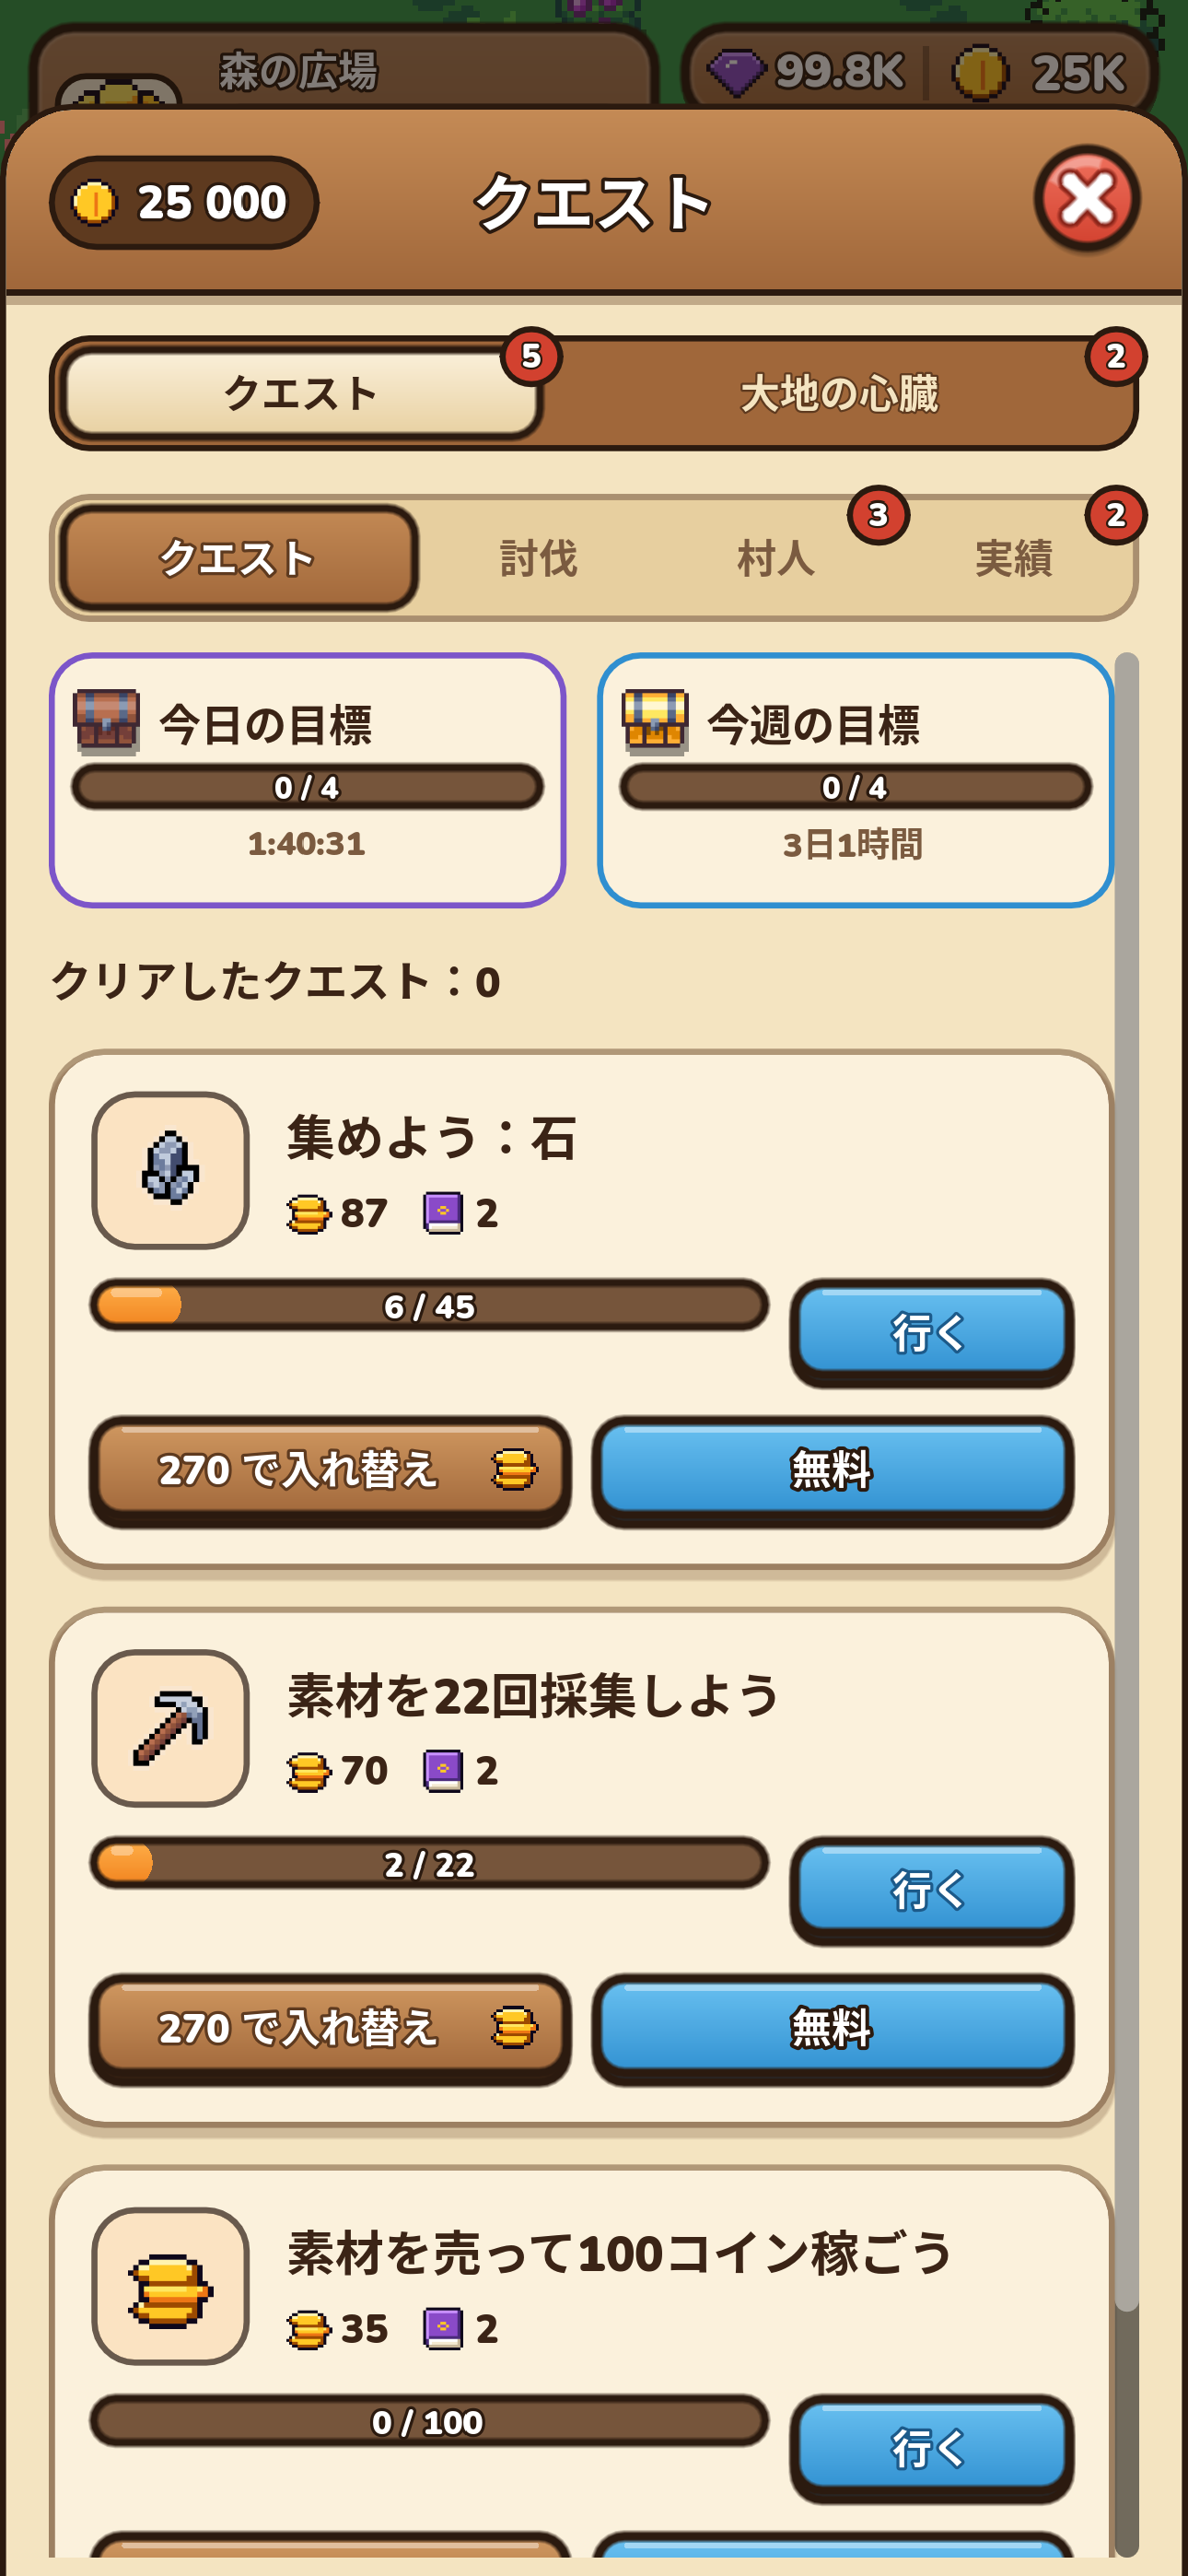 森の広場
99.8K
25K
25 000
クエスト
クエスト
5
大地の心臓
2
クエスト
討伐
村人
3
実績
2
今日の目標
0 / 4
1:40:31
今週の目標
0 / 4
3日1時間
クリアしたクエスト：0
集めよう：石
87
2
6 / 45
行く
270 で入れ替え
無料
素材を22回採集しよう
70
2
2 / 22
行く
270 で入れ替え
無料
素材を売って100コイン稼ごう
35
2
0 / 100
行く